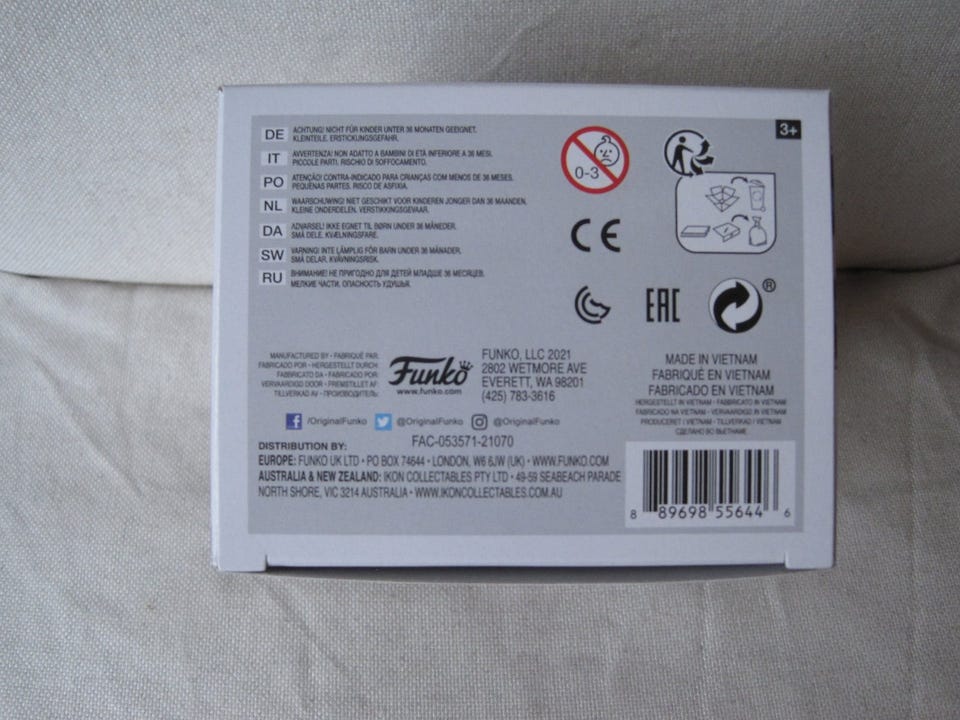 3+
DE ACHTUNG! NICHT FÜR KINDER UNTER 36 MONATEN GEEIGNET.
KLEINTEILE. ERSTICKUNGSGEFAHR.
IT AVVERTENZA! NON ADATTO A BAMBINI DI ETÀ INFERIORE A 36 MESI.
PICCOLE PARTI. RISCHIO DI SOFFOCAMENTO.
PO ATENÇÃO! CONTRA-INDICADO PARA CRIANÇAS COM MENOS DE 36 MESES.
PEQUENAS PARTES. RISCO DE ASFIXIA.
NL WAARSCHUWING! NIET GESCHIKT VOOR KINDEREN JONGER DAN 36 MAANDEN.
KLEINE ONDERDELEN. VERSTIKKINGSGEVAAR.
DA ADVARSEL! IKKE EGNET TIL BØRN UNDER 36 MÅNEDER.
SMÅ DELE. KVÆLNINGSFARE.
SW VARNING! INTE LÄMPLIG FÖR BARN UNDER 36 MÅNADER.
SMÅ DELAR. KVÄVNINGSRISK.
RU ВНИМАНИЕ! НЕ ПРИГОДНО ДЛЯ ДЕТЕЙ МЛАДШЕ 36 МЕСЯЦЕВ.
МЕЛКИЕ ЧАСТИ, ОПАСНОСТЬ УДУШЬЯ.
0-3
CE
EAC
®
MANUFACTURED BY • FABRIQUÉ PAR:
FABRICADO POR • HERGESTELLT DURCH:
FABBRICATO DA • FABRICADO POR:
VERVAARDIGD DOOR • PREMSTILLET AF:
TILLVERKAD AV • ПРОИЗВОДИТЕЛЬ:
Funko
www.funko.com
FUNKO, LLC 2021
2802 WETMORE AVE
EVERETT, WA 98201
(425) 783-3616
MADE IN VIETNAM
FABRIQUÉ EN VIETNAM
FABRICADO EN VIETNAM
HERGESTELLT IN VIETNAM • FABBRICATO IN VIETNAM
FABRICADO NA VIETNAM • VERVAARDIGD IN VIETNAM
PRODUCERET I VIETNAM • TILLVERKAD I VIETNAM
СДЕЛАНО ВО ВЬЕТНАМЕ
/OriginalFunko @OriginalFunko @OriginalFunko
FAC-053571-21070
DISTRIBUTION BY:
EUROPE: FUNKO UK LTD • PO BOX 74644 • LONDON, W6 6JW (UK) • WWW.FUNKO.COM
AUSTRALIA & NEW ZEALAND: IKON COLLECTABLES PTY LTD • 49-59 SEABEACH PARADE
NORTH SHORE, VIC 3214 AUSTRALIA • WWW.IKONCOLLECTABLES.COM.AU
8 89698 55644 6